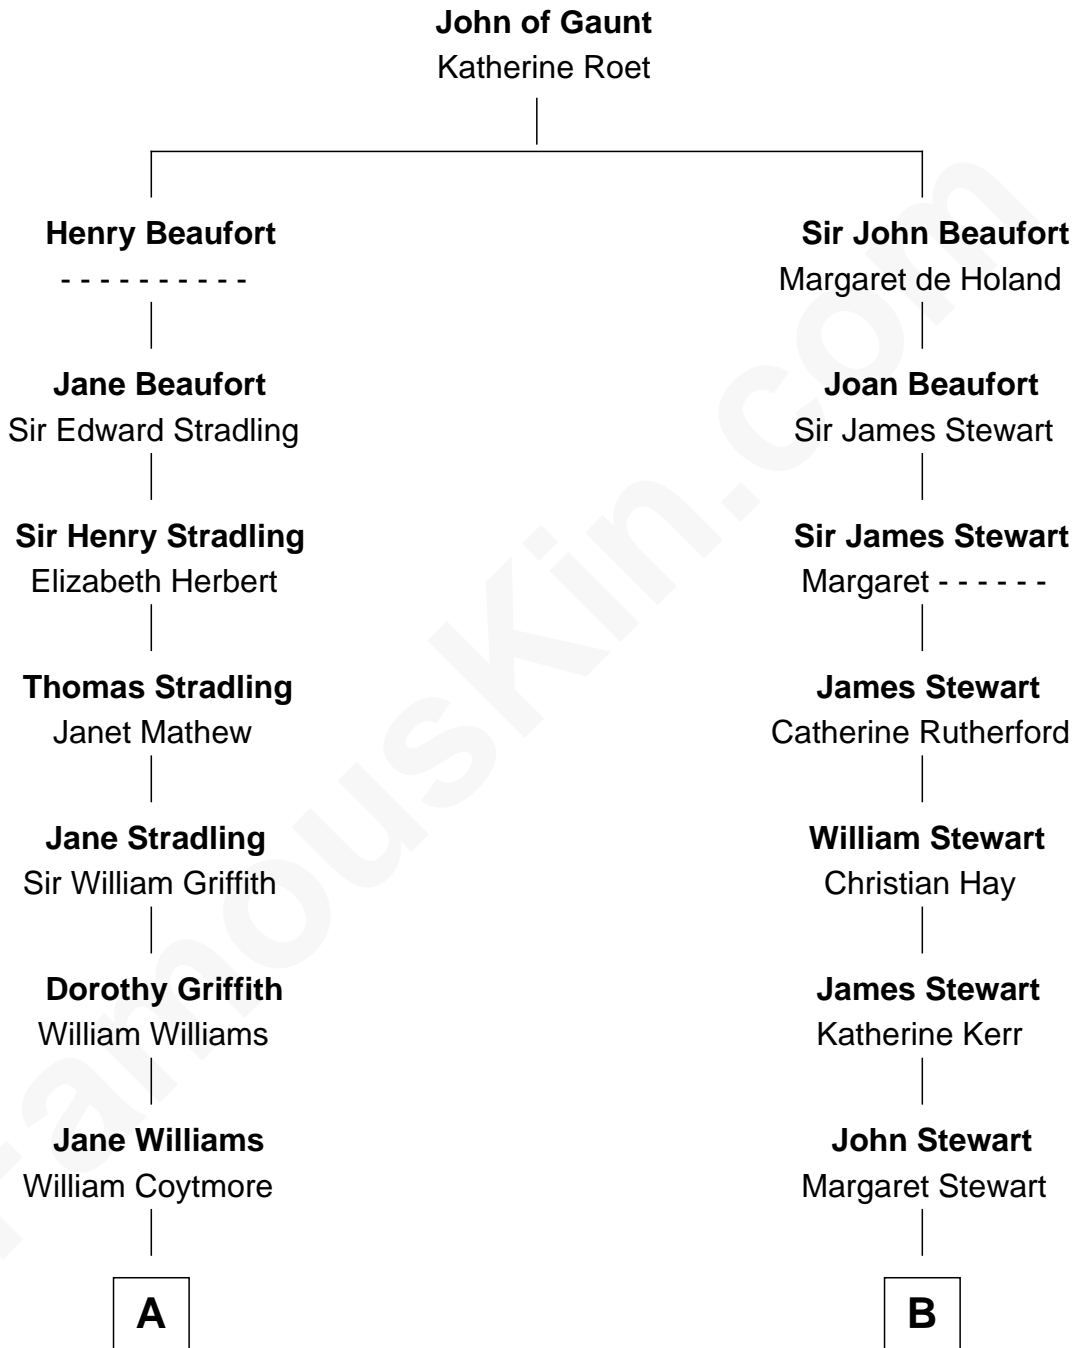 John of Gaunt
Katherine Roet
Henry Beaufort
- - - - - - - - - -
Sir John Beaufort
Margaret de Holand
Jane Beaufort
Sir Edward Stradling
Joan Beaufort
Sir James Stewart
Sir Henry Stradling
Elizabeth Herbert
Sir James Stewart
Margaret - - - - - -
Thomas Stradling
Janet Mathew
James Stewart
Catherine Rutherford
Jane Stradling
Sir William Griffith
William Stewart
Christian Hay
Dorothy Griffith
William Williams
James Stewart
Katherine Kerr
Jane Williams
William Coytmore
John Stewart
Margaret Stewart
A
B
FamousKin.com